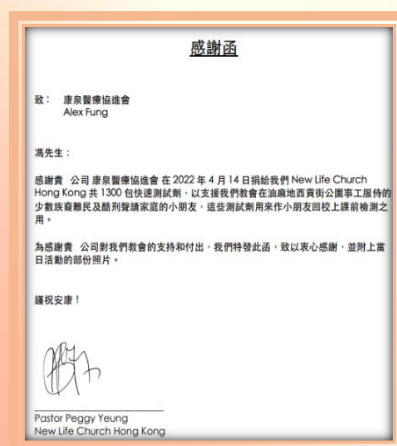 感謝函
致： 康泉醫療協進會
Alex Fung
馮先生：
感謝貴 公司 康泉醫療協進會 在 2022 年 4 月 14 日捐給我們 New Life Church
Hong Kong 共 1300 包快速測試劑，以支援我們教會在油麻地西貢街公園事工服侍的
少數族裔難民及酷刑聲請家庭的小朋友，這些測試劑用來作小朋友回校上課前檢測之
用。
為感謝貴 公司對我們教會的支持和付出，我們特發此函，致以衷心感謝，並附上當
日活動的部份照片。
謹祝安康！
Pastor Peggy Yeung
New Life Church Hong Kong